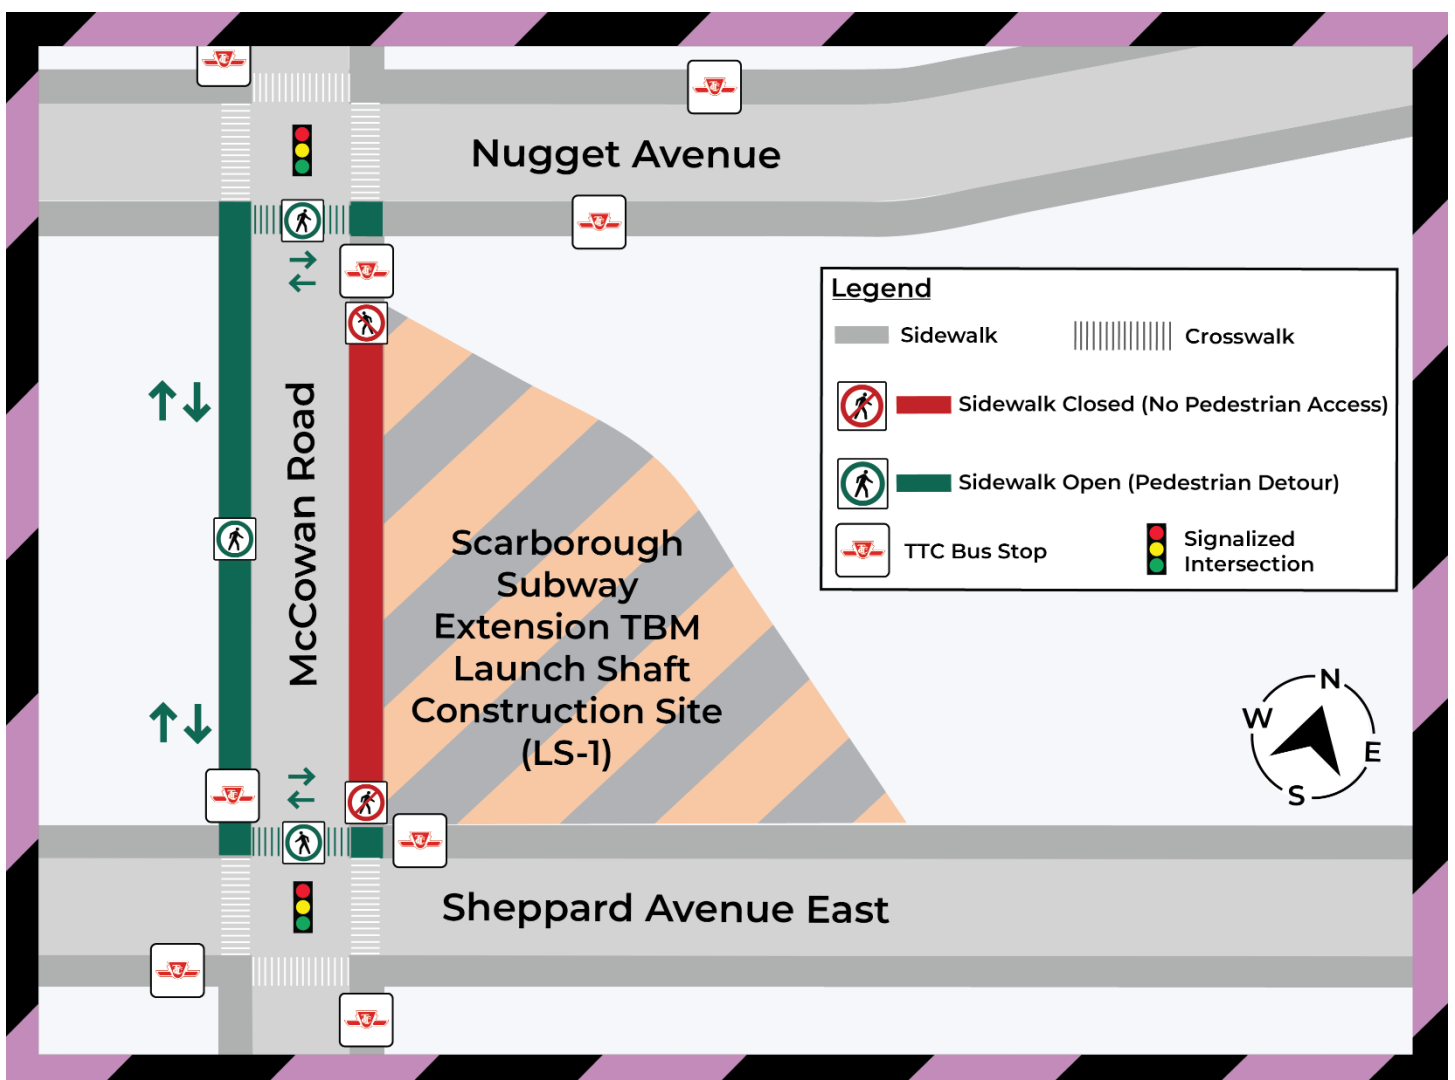 Nugget Avenue
Legend
Sidewalk
Crosswalk
Sidewalk Closed (No Pedestrian Access)
Sidewalk Open (Pedestrian Detour)
TTC Bus Stop
Signalized
Intersection
McCowan Road
Scarborough
Subway
Extension TBM
Launch Shaft
Construction Site
(LS-1)
N
W
E
S
Sheppard Avenue East